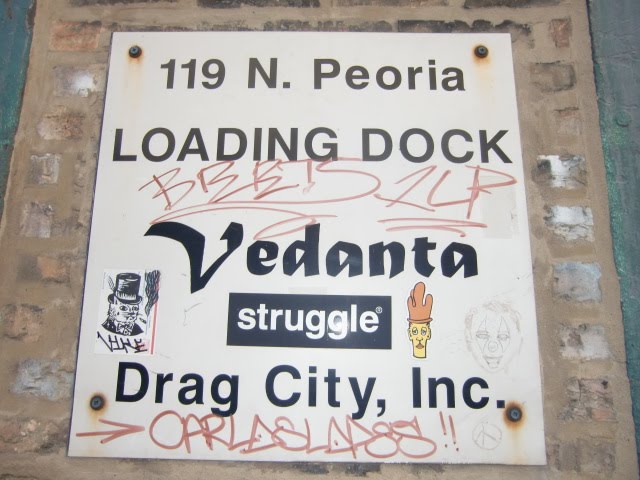 119 N. Peoria
LOADING DOCK
Vedanta
struggle®
Drag City, Inc.